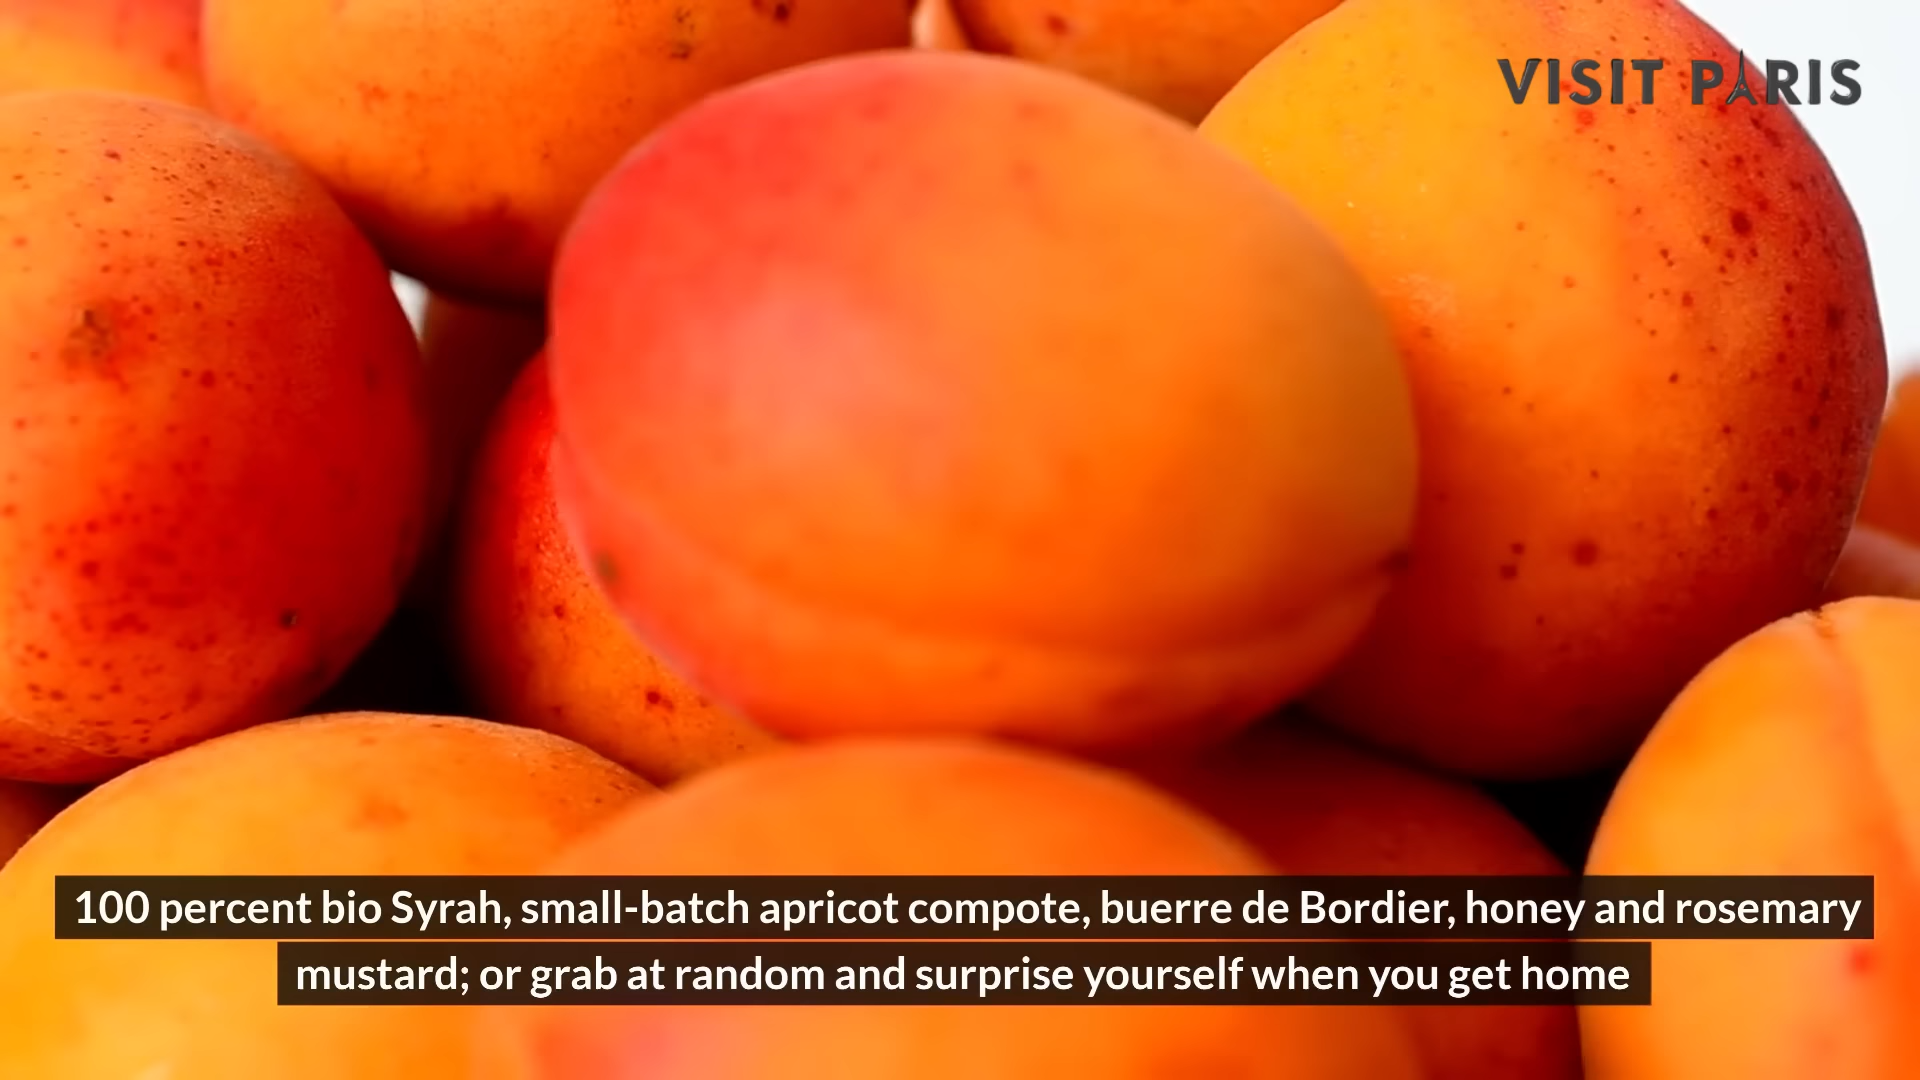 VISIT PARIS
100 percent bio Syrah, small-batch apricot compote, buerre de Bordier, honey and rosemary
mustard; or grab at random and surprise yourself when you get home